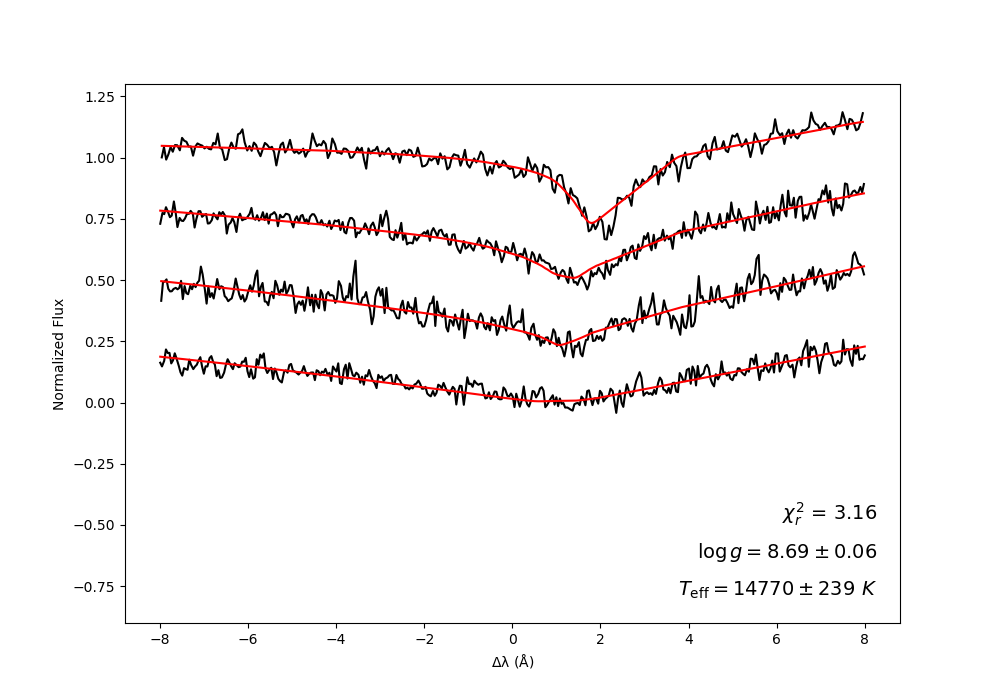 1.25
1.00
0.75
0.50
0.25
0.00
−0.25
−0.50
−0.75
Normalized Flux
χ²ᵣ = 3.16
log g = 8.69 ± 0.06
T_eff = 14770 ± 239 K
−8 −6 −4 −2 0 2 4 6 8
Δλ (Å)